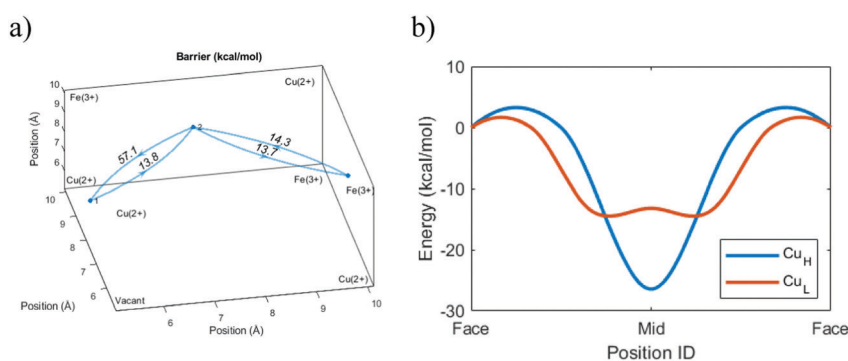 a)
Barrier (kcal/mol)
Position (Å)
10
9
8
7
6
Fe(3+)
Cu(2+)
2
57.1
13.8
14.3
13.7
Cu(2+)
Fe(3+)
Fe(3+)
1
Cu(2+)
10
9
8
7
6
Position (Å)
Vacant
Cu(2+)
6
7
8
9
10
Position (Å)
b)
Energy (kcal/mol)
10
0
-10
-20
-30
Cu_H
Cu_L
Face
Mid
Face
Position ID